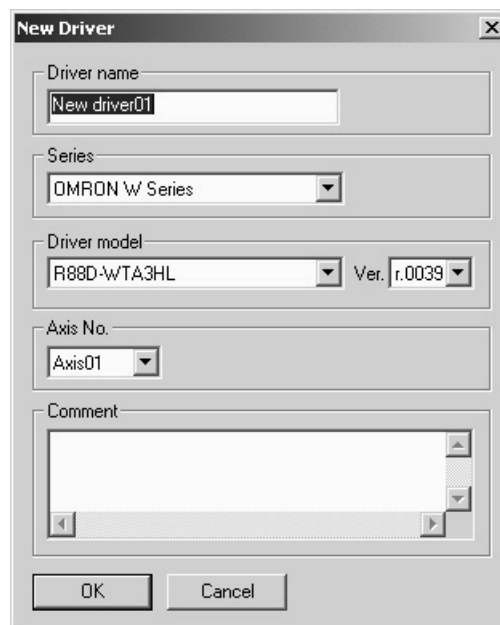 New Driver
Driver name
New driver01
Series
OMRON W Series
Driver model
R88D-WTA3HL Ver. r.0039
Axis No.
Axis01
Comment
OK Cancel